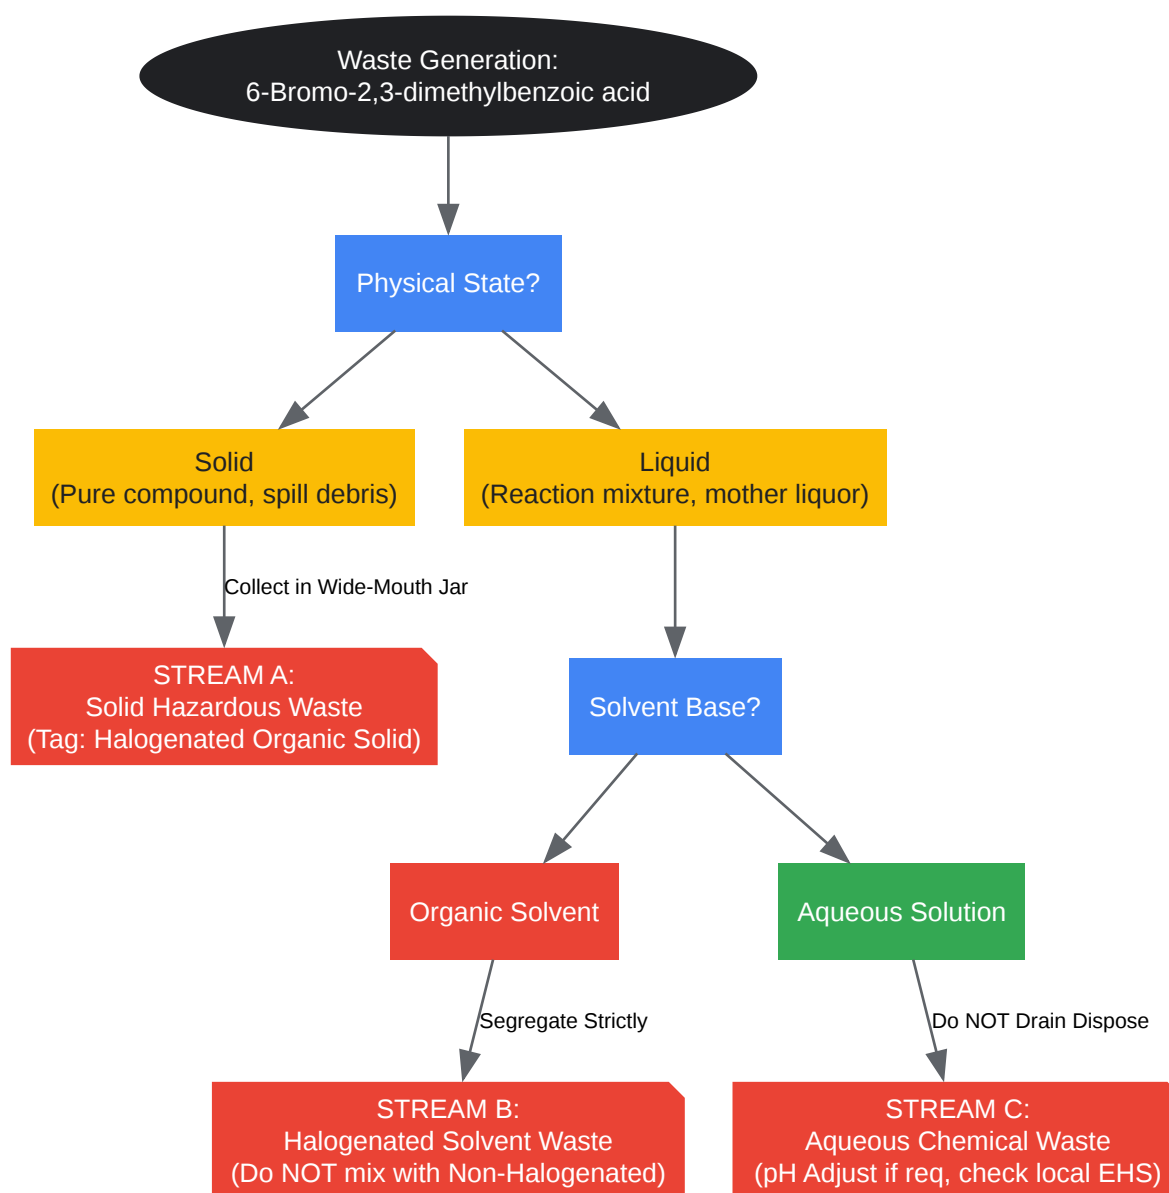 Waste Generation:
6-Bromo-2,3-dimethylbenzoic acid
Physical State?
Solid
(Pure compound, spill debris)
Liquid
(Reaction mixture, mother liquor)
Collect in Wide-Mouth Jar
STREAM A:
Solid Hazardous Waste
(Tag: Halogenated Organic Solid)
Solvent Base?
Organic Solvent
Aqueous Solution
Segregate Strictly
Do NOT Drain Dispose
STREAM B:
Halogenated Solvent Waste
(Do NOT mix with Non-Halogenated)
STREAM C:
Aqueous Chemical Waste
(pH Adjust if req, check local EHS)